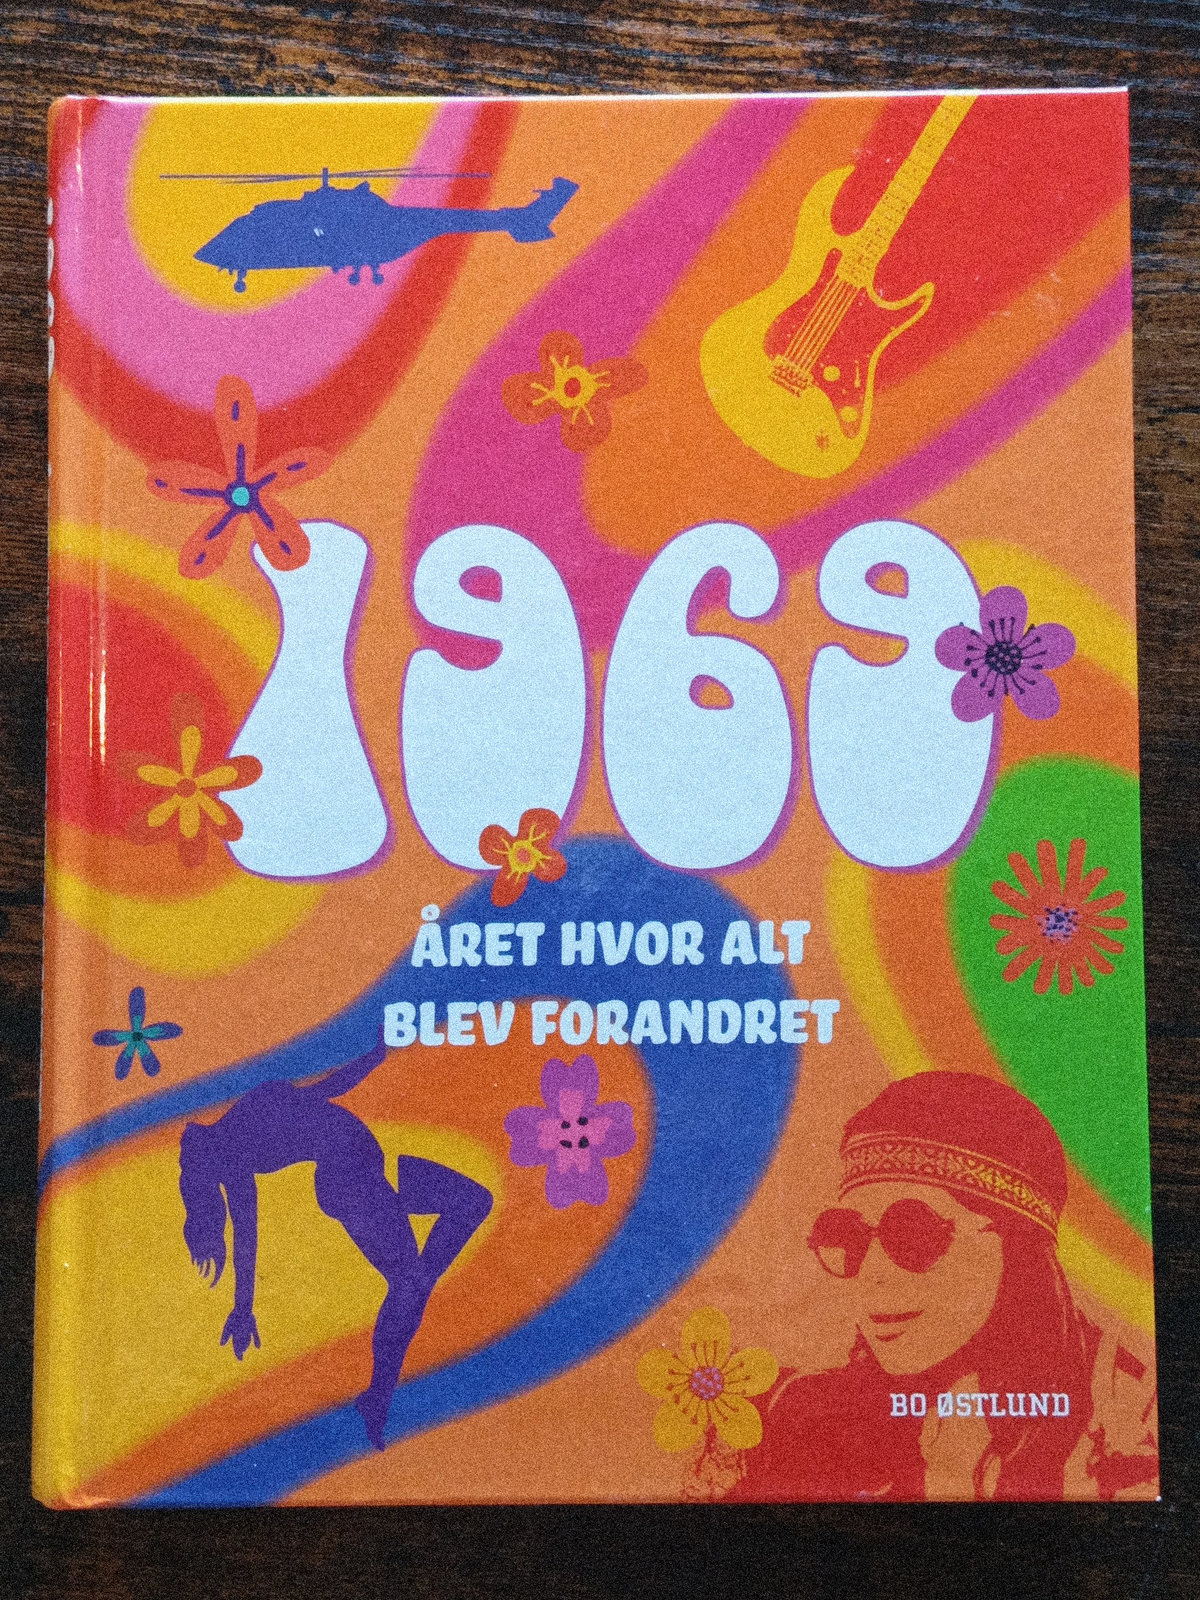 1969
ÅRET HVOR ALT
BLEV FORANDRET
BO ØSTLUND